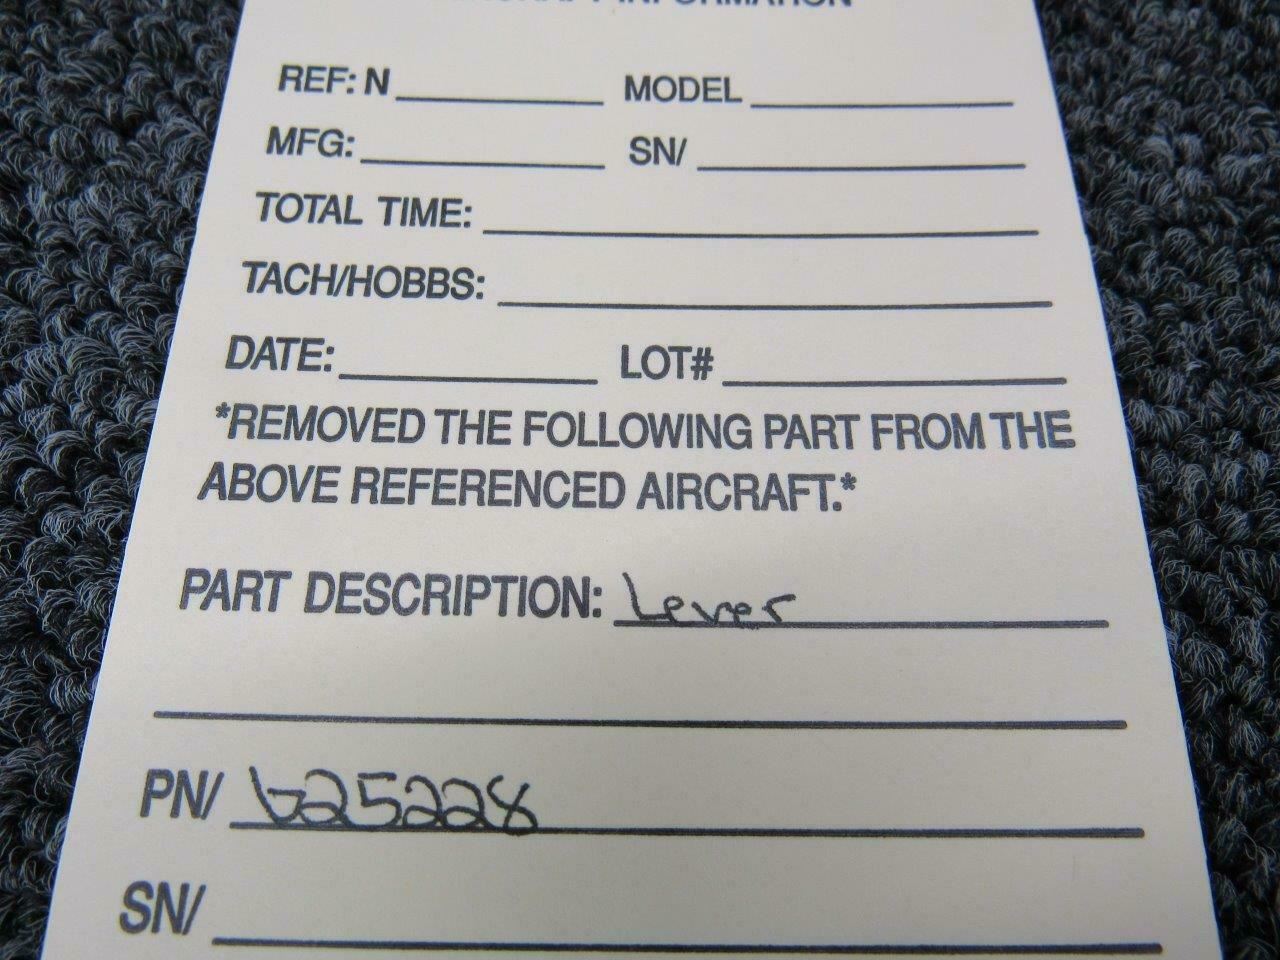 INFORMATION
REF: N MODEL
MFG: SN/
TOTAL TIME:
TACH/HOBBS:
DATE: LOT#
*REMOVED THE FOLLOWING PART FROM THE
ABOVE REFERENCED AIRCRAFT.*
PART DESCRIPTION: Lever
PN/ 625228
SN/